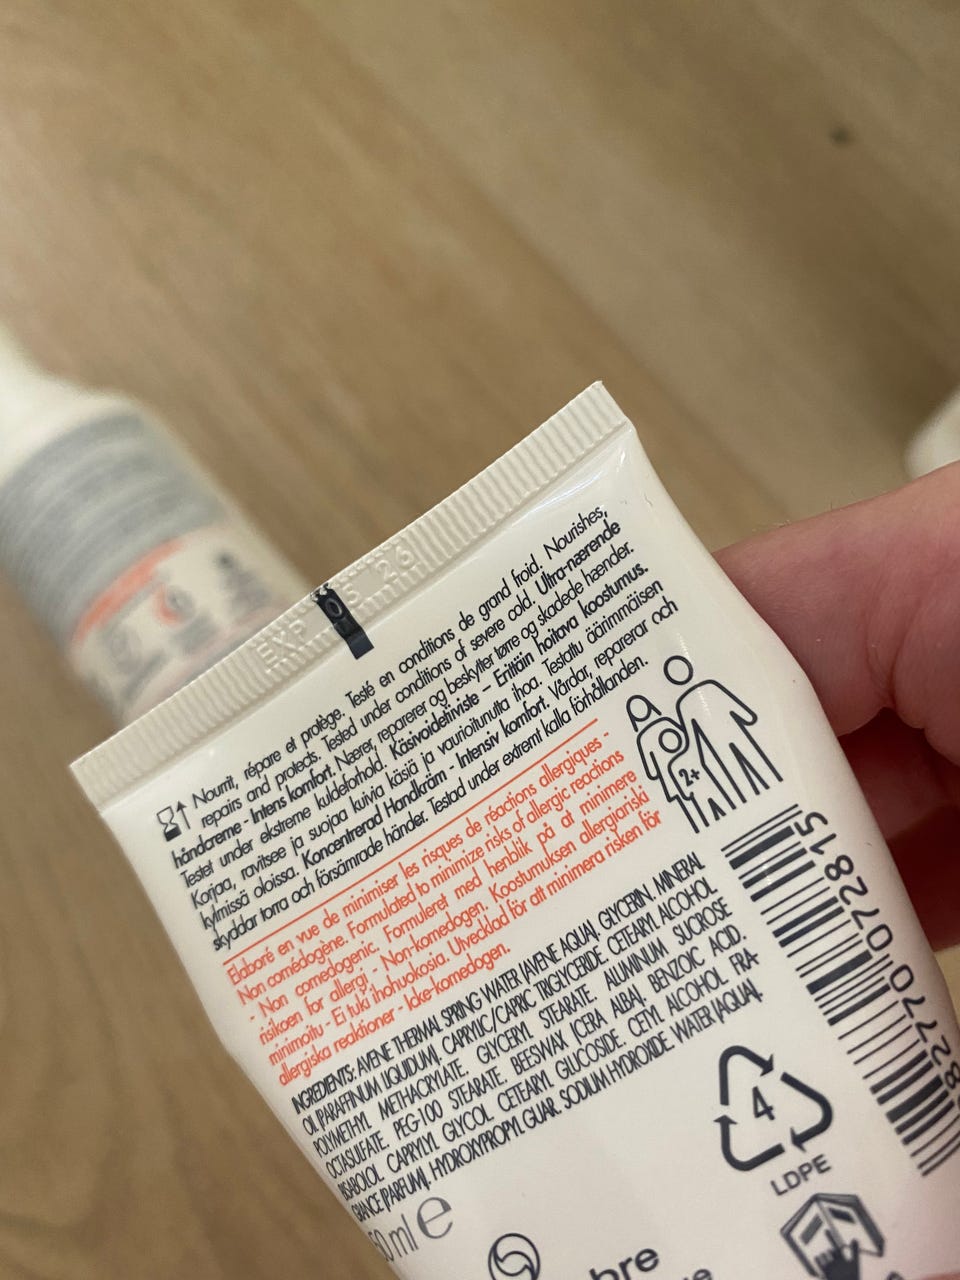 EXP 05 26
Nourrit, répare et protège. Testé en conditions de grand froid. Nourishes,
repairs and protects. Tested under conditions of severe cold. Ultra-nærende
håndcreme - Intens komfort. Nærer, reparerer og beskytter tørre og skadede hænder.
Testet under ekstreme kuldeforhold. Käsivoidetiiviste – Erittäin hoitava koostumus.
Korjaa, ravitsee ja suojaa kuivia käsiä ja vaurioitunutta ihoa. Testattu äärimmäisen
kylmissä oloissa. Koncentrerad Handkräm - Intensiv komfort. Vårdar, reparerar och
skyddar torra och försämrade händer. Testad under extremt kalla förhållanden.
Elaboré en vue de minimiser les risques de réactions allergiques -
Non comédogène. Formulated to minimize risks of allergic reactions
- Non comedogenic. Formuleret med henblik på at minimere
risikoen for allergi - Non-komedogen. Koostumuksen allergiariski
minimoitu - Ei tuki ihohuokosia. Utvecklad för att minimera risken för
allergiska reaktioner - Icke-komedogen.
2+
INGREDIENTS: AVENE THERMAL SPRING WATER (AVENE AQUA). GLYCERIN. MINERAL
OIL (PARAFFINUM LIQUIDUM). CAPRYLIC/CAPRIC TRIGLYCERIDE. CETEARYL ALCOHOL.
POLYMETHYL METHACRYLATE. GLYCERYL STEARATE. ALUMINUM SUCROSE
OCTASULFATE. PEG-100 STEARATE. BEESWAX (CERA ALBA). BENZOIC ACID.
BISABOLOL. CAPRYLYL GLYCOL. CETEARYL GLUCOSIDE. CETYL ALCOHOL. FRA-
GRANCE (PARFUM). HYDROXYPROPYL GUAR. SODIUM HYDROXIDE. WATER (AQUA).
50 ml e
4
LDPE